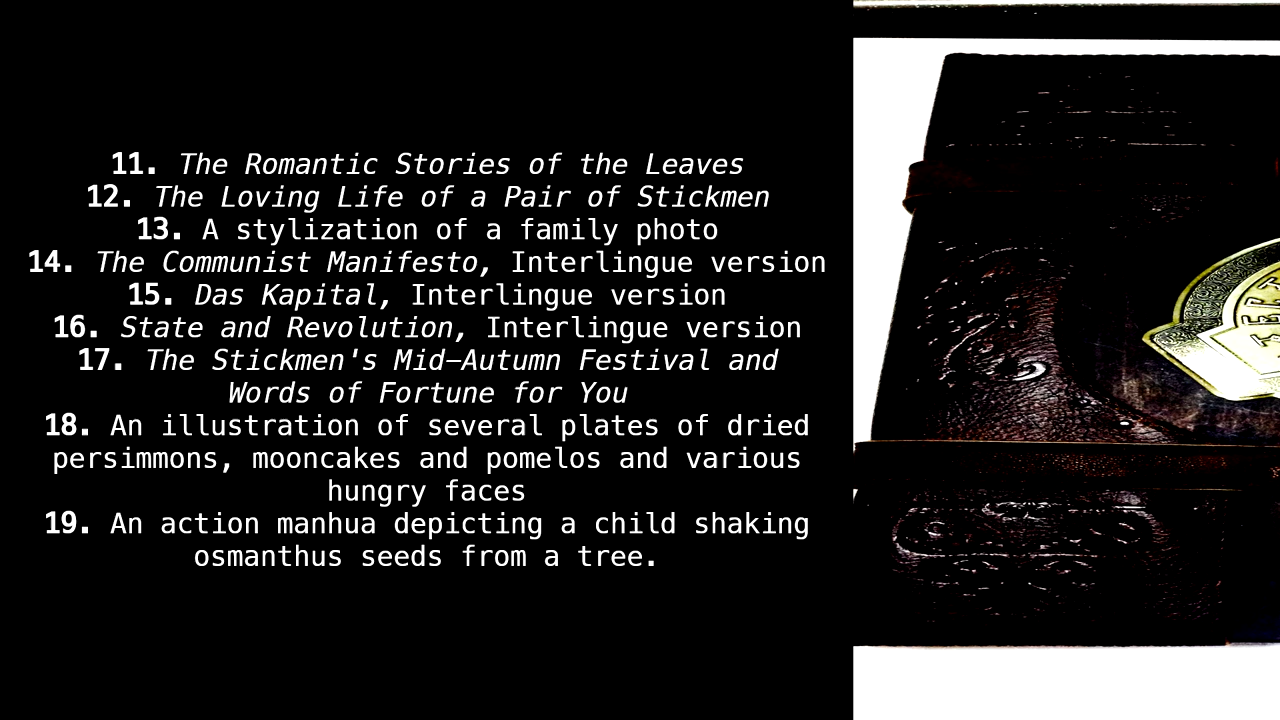 11. The Romantic Stories of the Leaves
12. The Loving Life of a Pair of Stickmen
13. A stylization of a family photo
14. The Communist Manifesto, Interlingue version
15. Das Kapital, Interlingue version
16. State and Revolution, Interlingue version
17. The Stickmen's Mid–Autumn Festival and
Words of Fortune for You
18. An illustration of several plates of dried
persimmons, mooncakes and pomelos and various
hungry faces
19. An action manhua depicting a child shaking
osmanthus seeds from a tree.